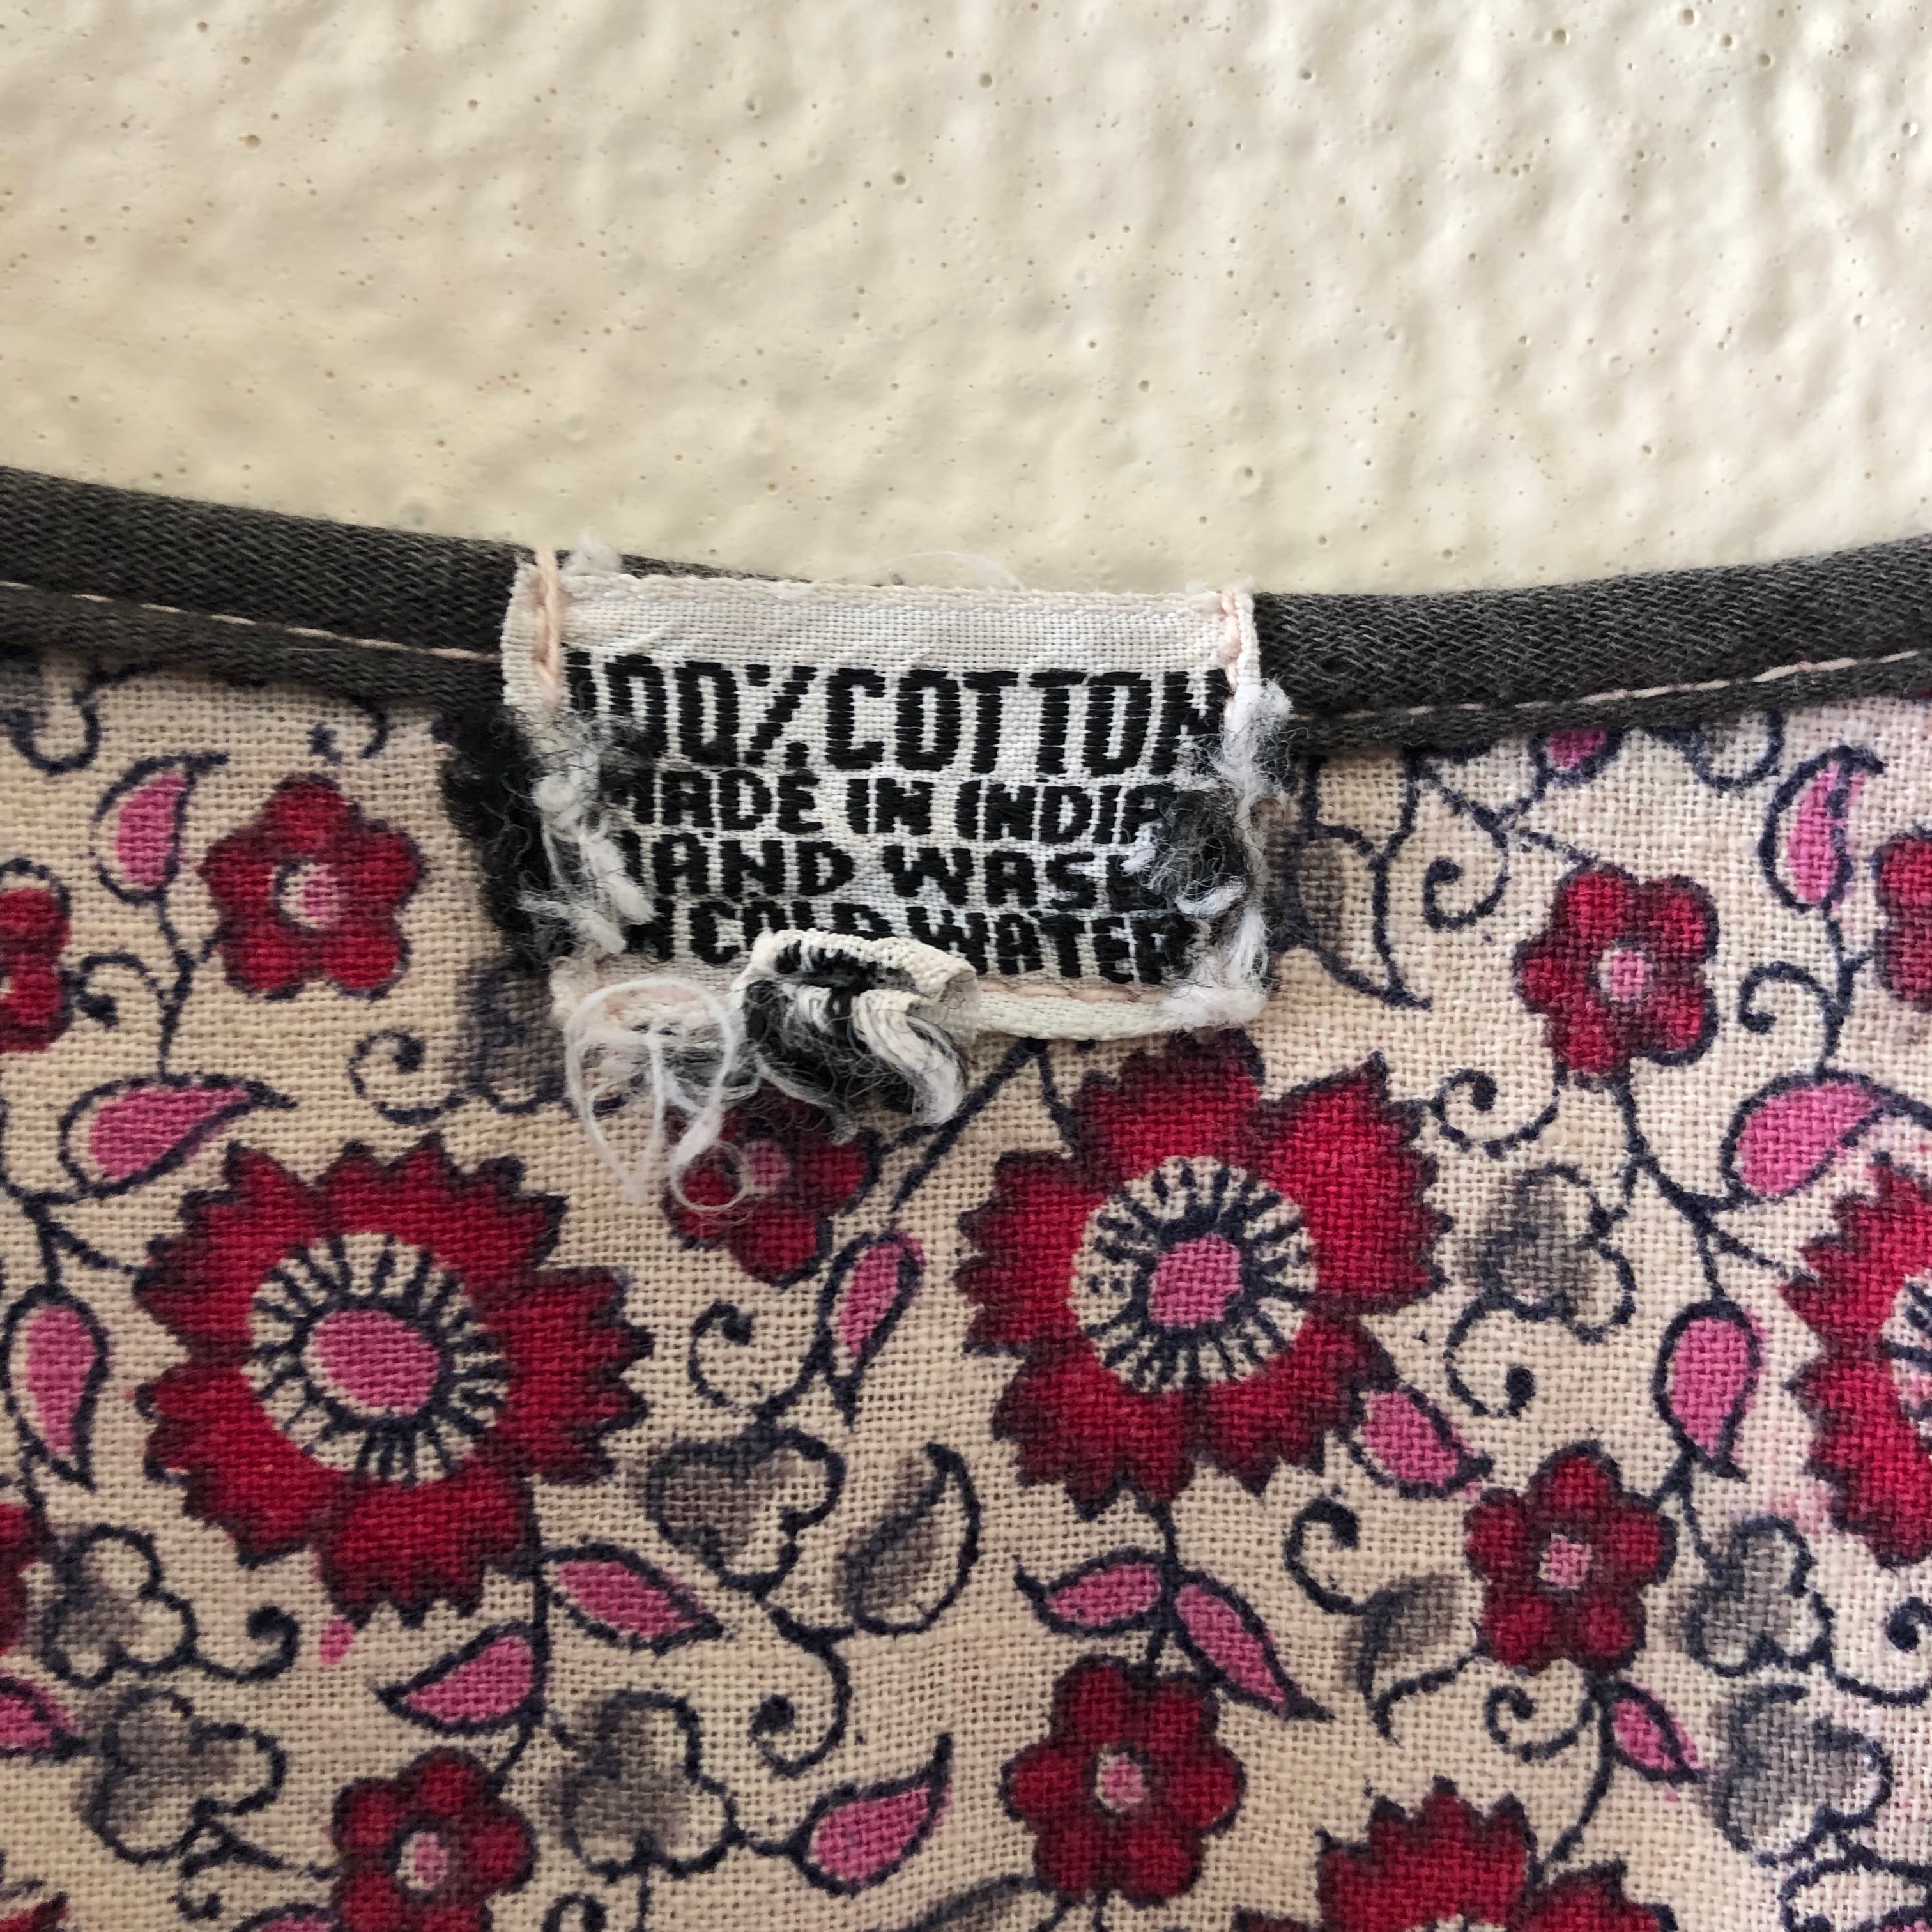 100% COTTON
MADE IN INDIA
HAND WASH
IN COLD WATER